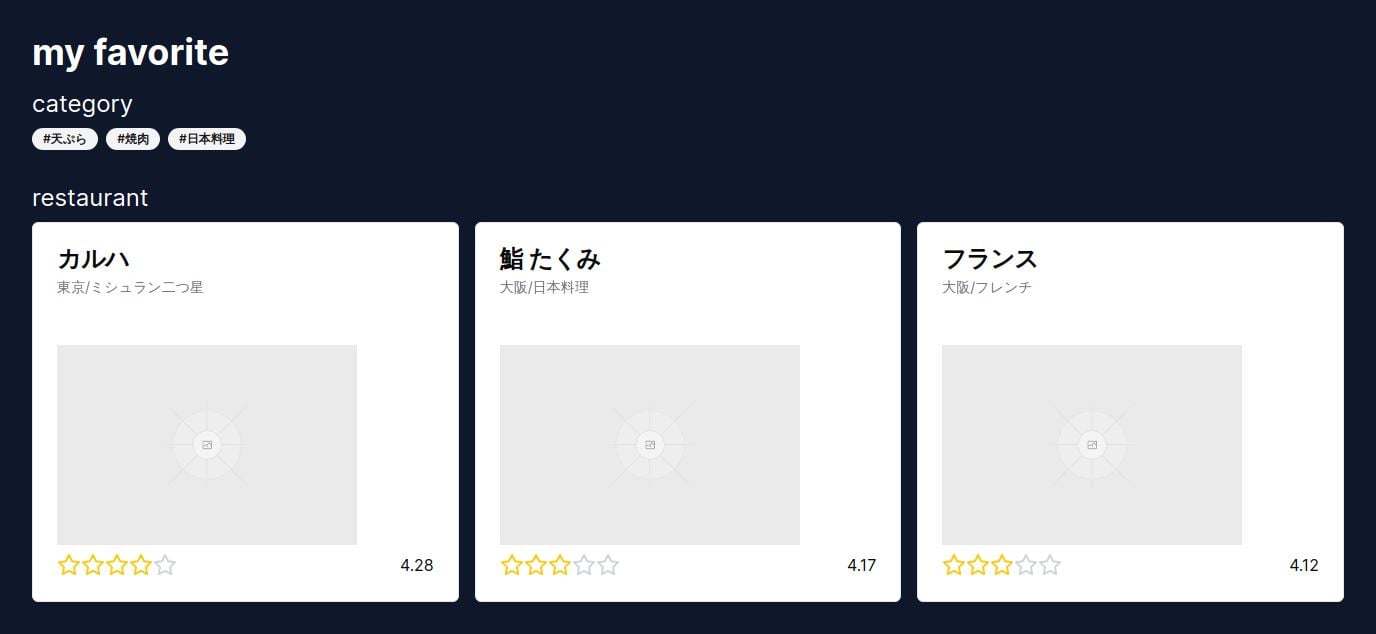 my favorite
category
#天ぷら #焼肉 #日本料理
restaurant
カルハ
東京/ミシュラン二つ星
4.28
鮨 たくみ
大阪/日本料理
4.17
フランス
大阪/フレンチ
4.12